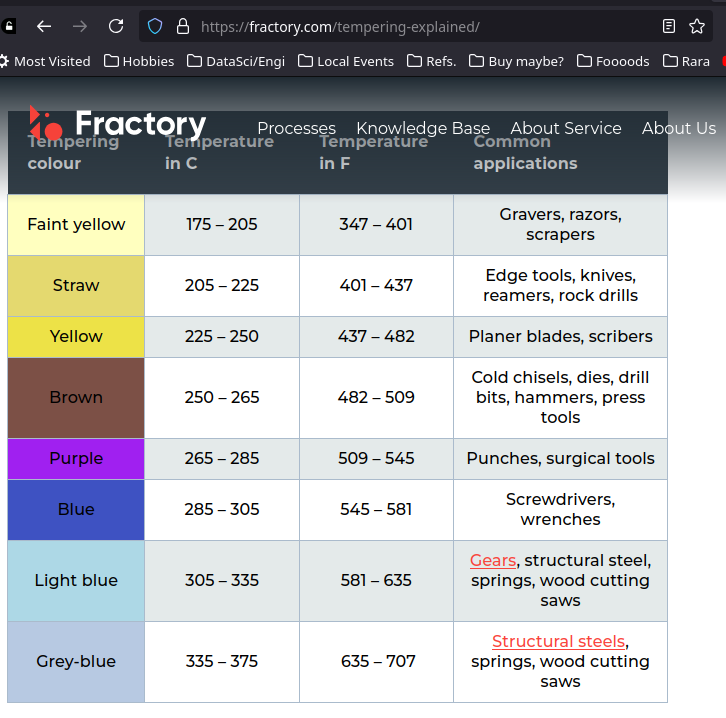 https://fractory.com/tempering-explained/
Most Visited Hobbies DataSci/Engi Local Events Refs. Buy maybe? Foooods Rara
Fractory Processes Knowledge Base About Service About Us
Tempering colour Temperature in C Temperature in F Common applications
Faint yellow 175 – 205 347 – 401 Gravers, razors, scrapers
Straw 205 – 225 401 – 437 Edge tools, knives, reamers, rock drills
Yellow 225 – 250 437 – 482 Planer blades, scribers
Brown 250 – 265 482 – 509 Cold chisels, dies, drill bits, hammers, press tools
Purple 265 – 285 509 – 545 Punches, surgical tools
Blue 285 – 305 545 – 581 Screwdrivers, wrenches
Light blue 305 – 335 581 – 635 Gears, structural steel, springs, wood cutting saws
Grey-blue 335 – 375 635 – 707 Structural steels, springs, wood cutting saws